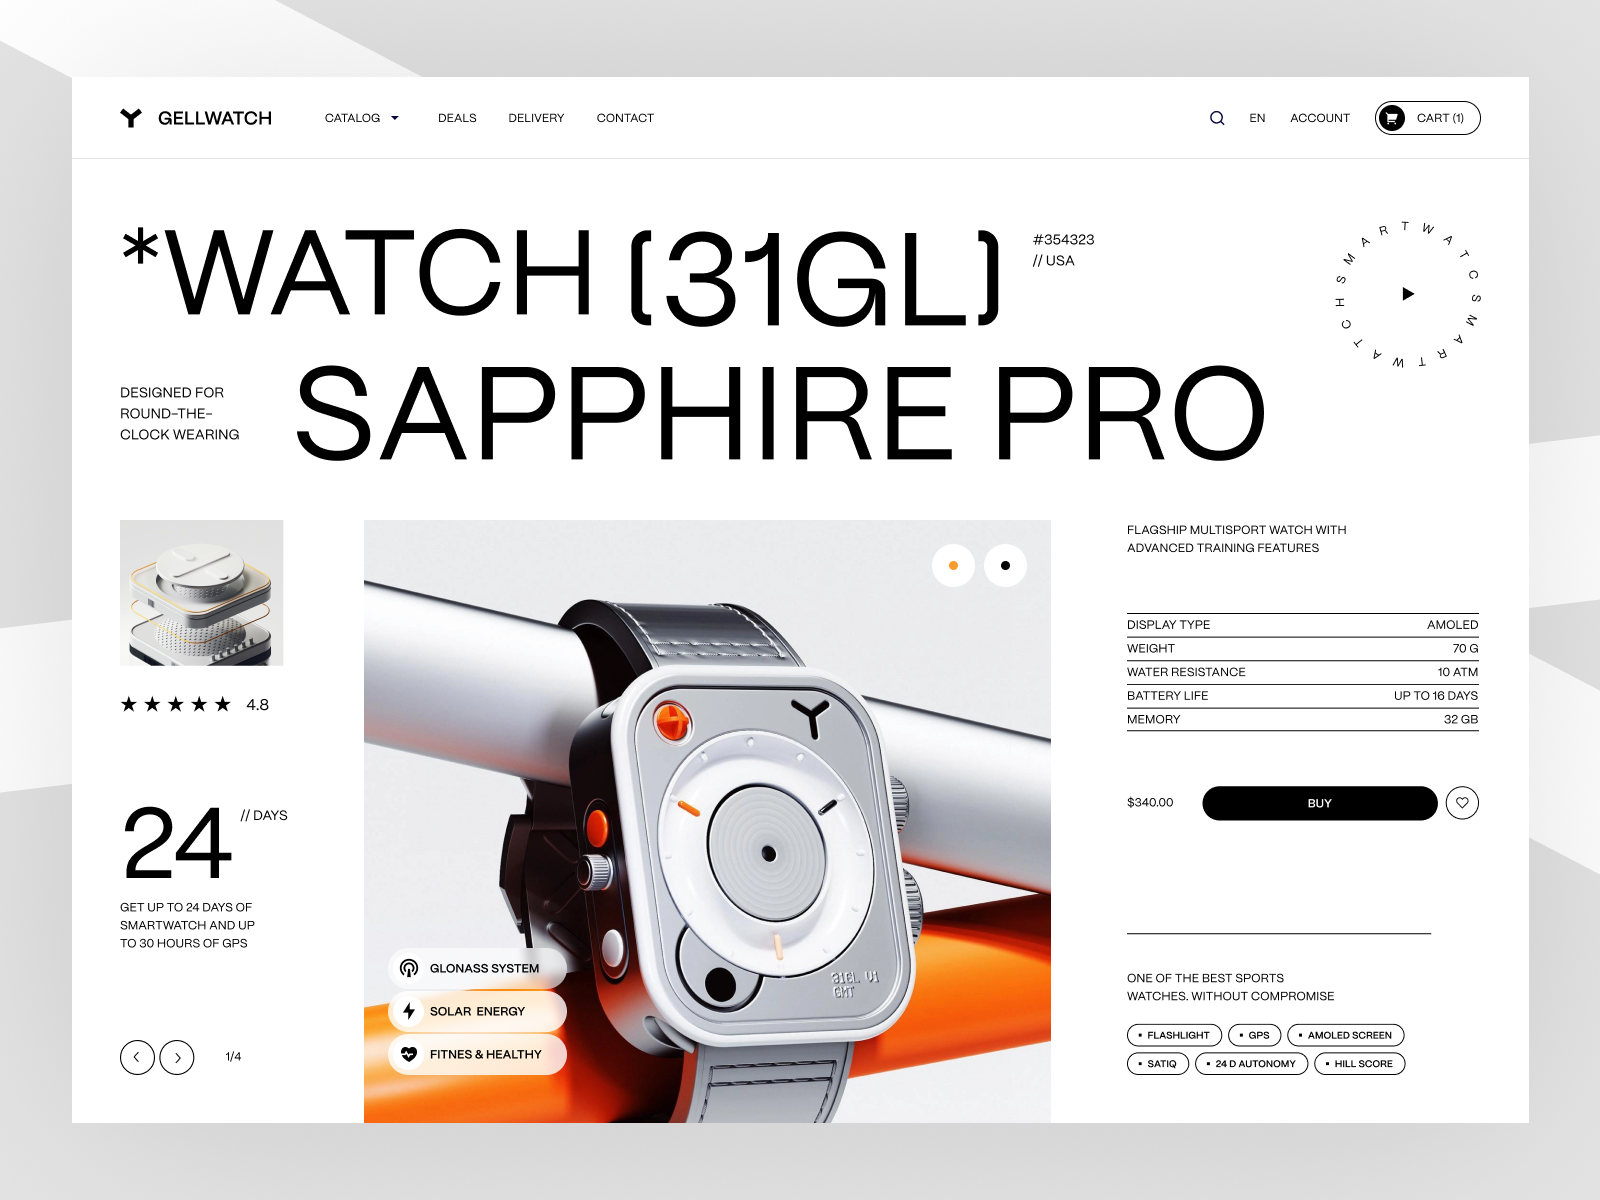 GELLWATCH
CATALOG
DEALS
DELIVERY
CONTACT
EN
ACCOUNT
CART (1)
*WATCH (31GL)
#354323
// USA
SMARTWATCSMARTWATCH
DESIGNED FOR
ROUND-THE-
CLOCK WEARING
SAPPHIRE PRO
4.8
24 // DAYS
GET UP TO 24 DAYS OF
SMARTWATCH AND UP
TO 30 HOURS OF GPS
1/4
31GL V1
GMT
GLONASS SYSTEM
SOLAR ENERGY
FITNES & HEALTHY
FLAGSHIP MULTISPORT WATCH WITH
ADVANCED TRAINING FEATURES
DISPLAY TYPE AMOLED
WEIGHT 70 G
WATER RESISTANCE 10 ATM
BATTERY LIFE UP TO 16 DAYS
MEMORY 32 GB
$340.00
BUY
ONE OF THE BEST SPORTS
WATCHES. WITHOUT COMPROMISE
FLASHLIGHT
GPS
AMOLED SCREEN
SATIQ
24 D AUTONOMY
HILL SCORE